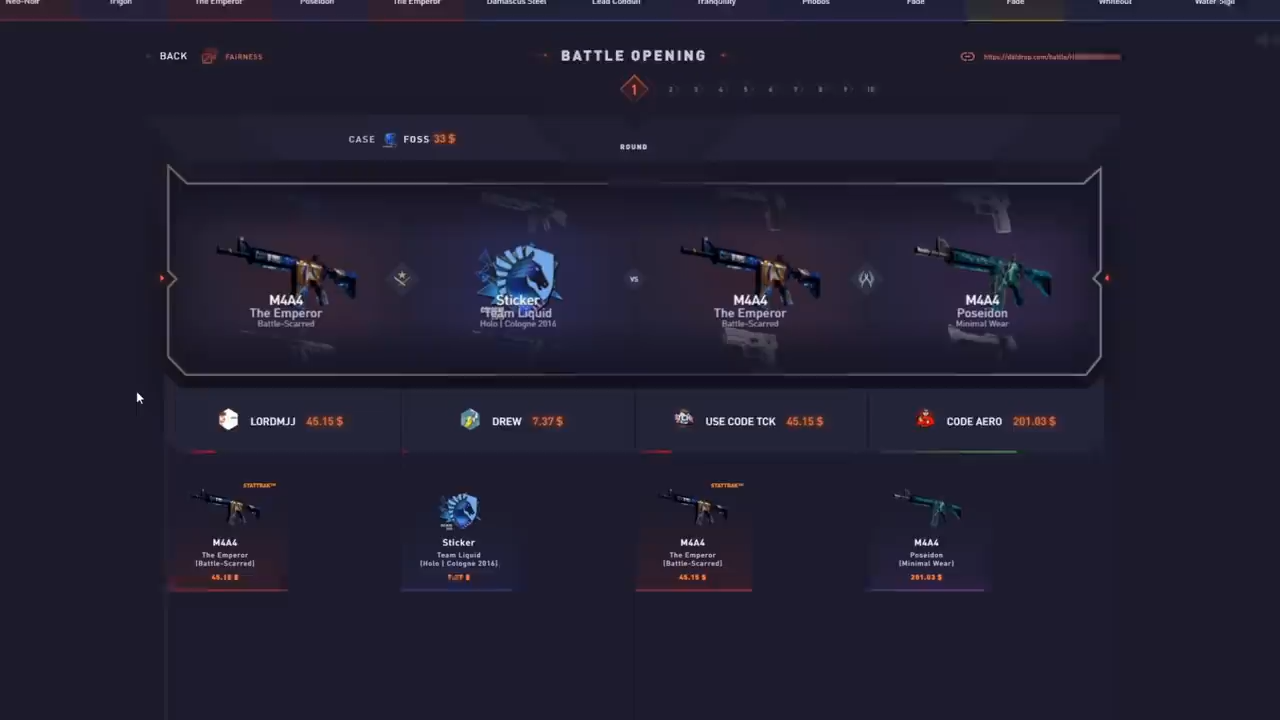 Neo-Noir Trigon The Emperor Poseidon The Emperor Damascus Steel Lead Conduit Tranquility Phobos Fade Fade Whiteout Water Sigil
BACK FAIRNESS
BATTLE OPENING
1 2 3 4 5 6 7 8 9 10
CASE FOSS 33 $
ROUND
M4A4
The Emperor
Battle-Scarred
Sticker
Team Liquid
Holo | Cologne 2016
VS
M4A4
The Emperor
Battle-Scarred
M4A4
Poseidon
Minimal Wear
LORDMJJ 45.15 $
DREW 7.37 $
USE CODE TCK 45.15 $
CODE AERO 201.03 $
STATTRAK™
M4A4
The Emperor
[Battle-Scarred]
45.15 $
Sticker
Team Liquid
[Holo | Cologne 2016]
STATTRAK™
M4A4
The Emperor
[Battle-Scarred]
45.15 $
M4A4
Poseidon
[Minimal Wear]
201.03 $